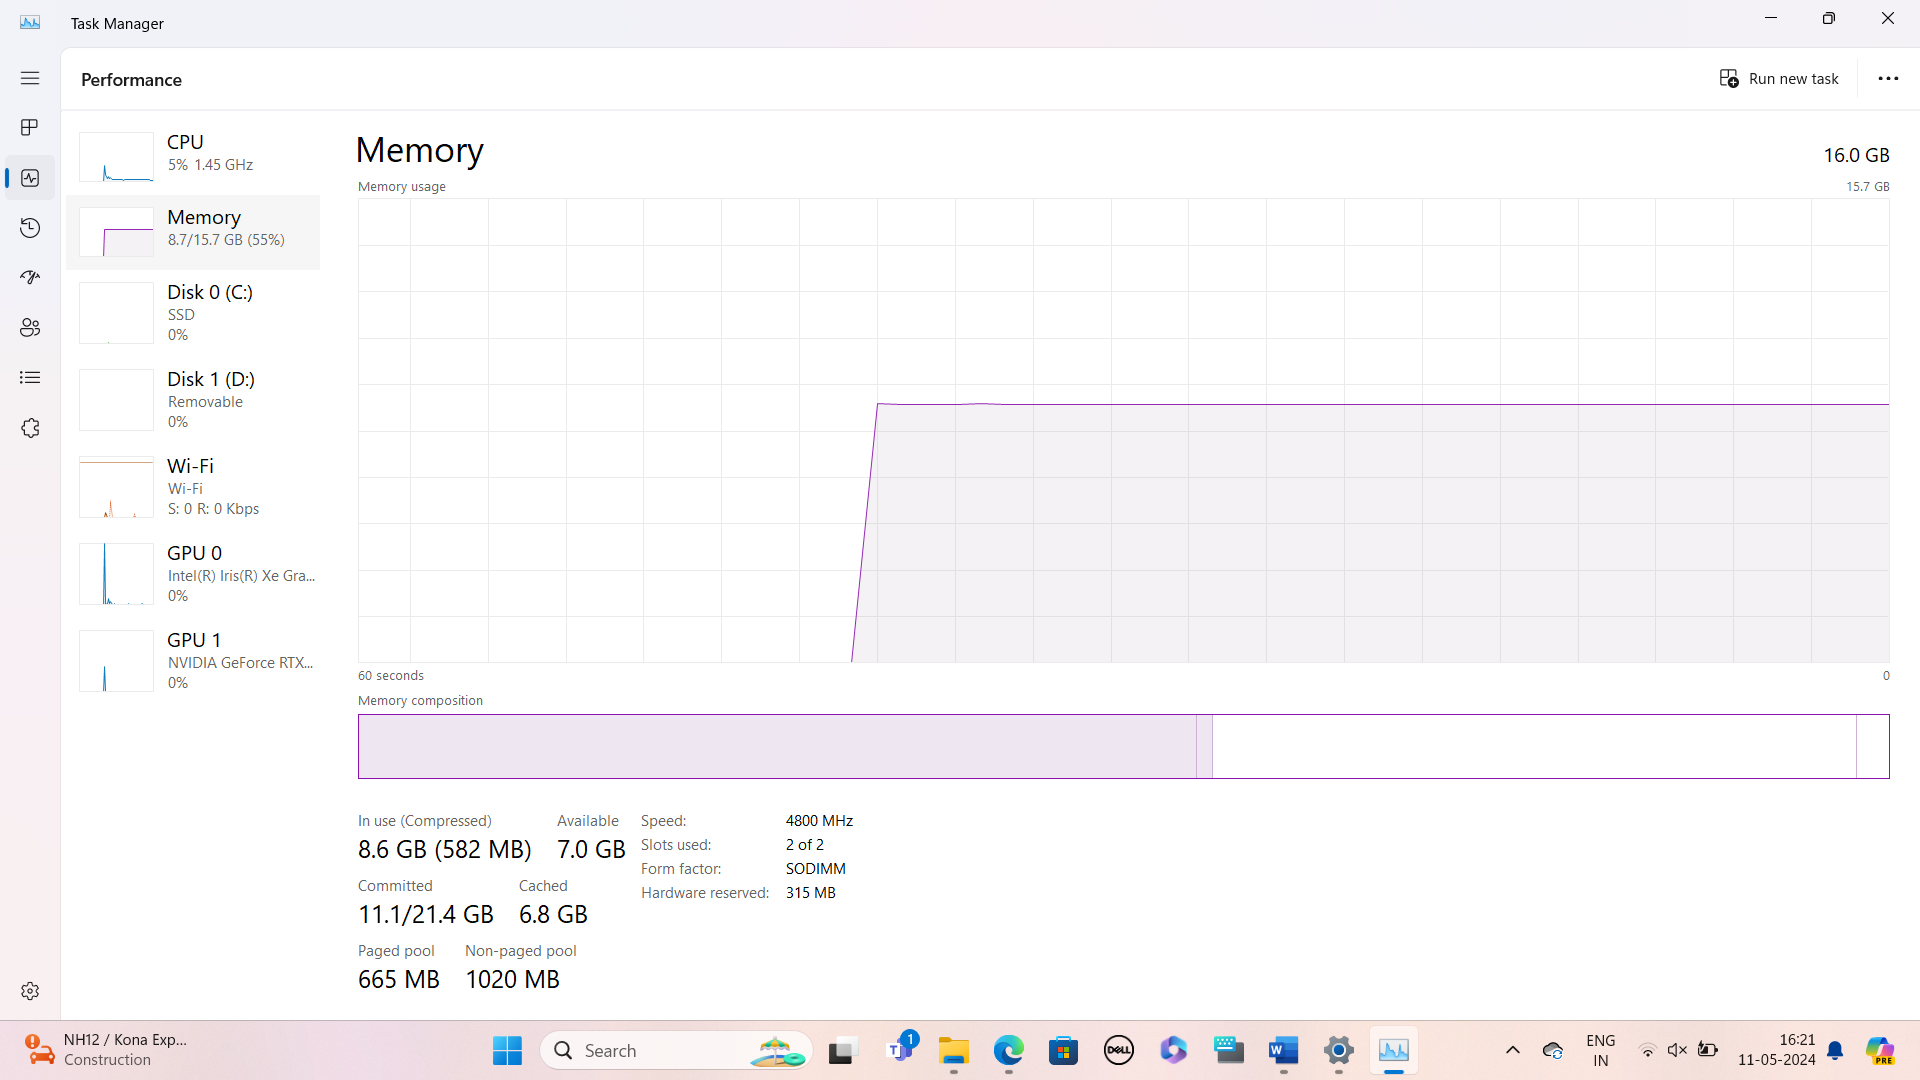 Task Manager
Performance
Run new task
CPU
5% 1.45 GHz
Memory
8.7/15.7 GB (55%)
Disk 0 (C:)
SSD
0%
Disk 1 (D:)
Removable
0%
Wi-Fi
Wi-Fi
S: 0 R: 0 Kbps
GPU 0
Intel(R) Iris(R) Xe Gra...
0%
GPU 1
NVIDIA GeForce RTX...
0%
Memory
16.0 GB
Memory usage
15.7 GB
60 seconds
0
Memory composition
In use (Compressed)
8.6 GB (582 MB)
Available
7.0 GB
Committed
11.1/21.4 GB
Cached
6.8 GB
Paged pool
665 MB
Non-paged pool
1020 MB
Speed: 4800 MHz
Slots used: 2 of 2
Form factor: SODIMM
Hardware reserved: 315 MB
NH12 / Kona Exp...
Construction
Search
1
T
DELL
W
ENG
IN
16:21
11-05-2024
PRE